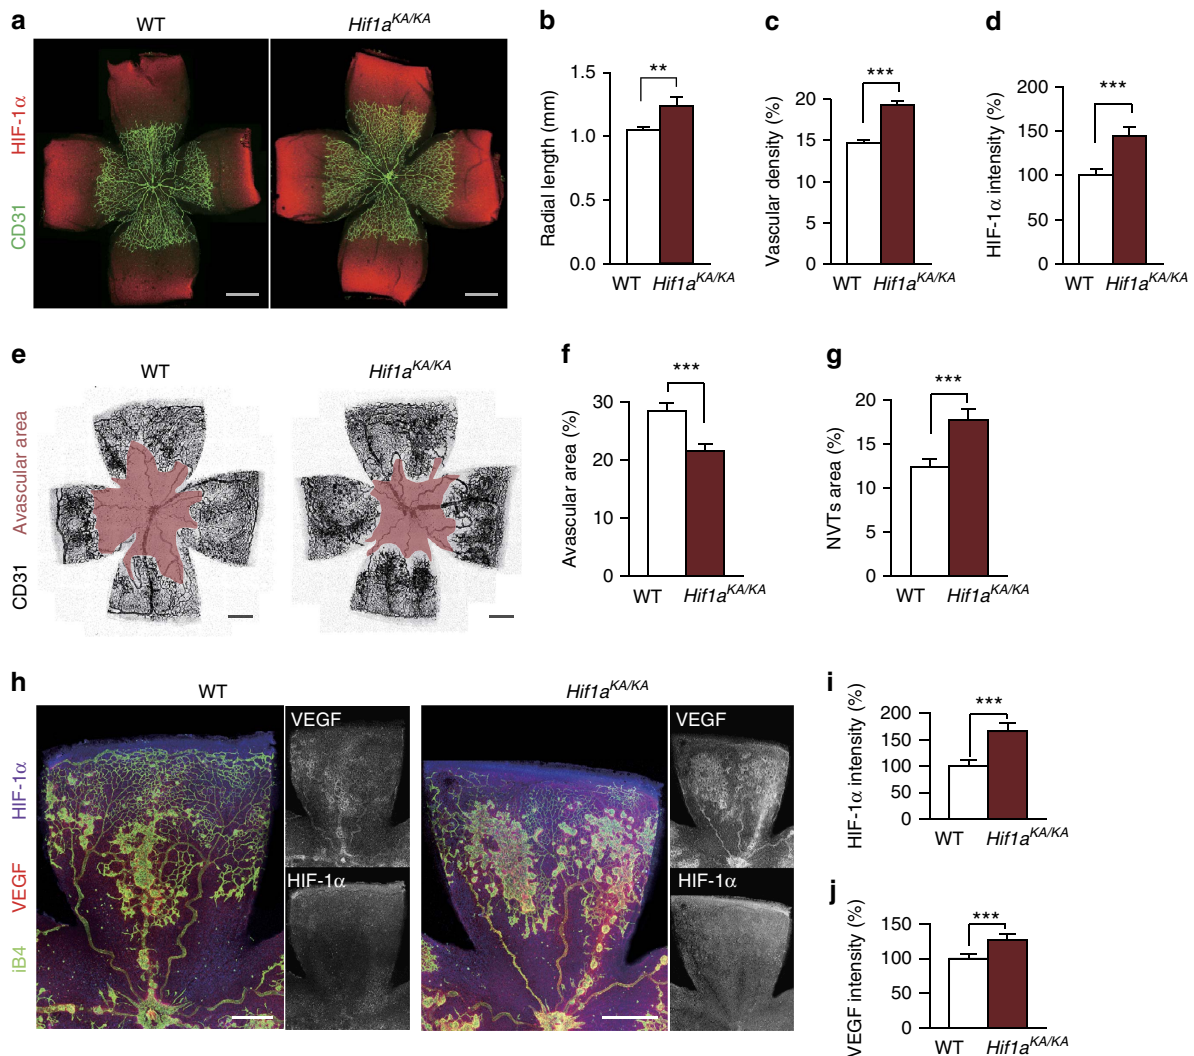 a
WT
Hif1a^KA/KA
HIF-1α
CD31
b
**
Radial length (mm)
1.5
1.0
0.5
0.0
WT Hif1a^KA/KA
c
***
Vascular density (%)
20
15
10
5
0
WT Hif1a^KA/KA
d
***
HIF-1α intensity (%)
200
150
100
50
0
WT Hif1a^KA/KA
e
WT
Hif1a^KA/KA
Avascular area
CD31
f
***
Avascular area (%)
30
20
10
0
WT Hif1a^KA/KA
g
***
NVTs area (%)
20
15
10
5
0
WT Hif1a^KA/KA
h
WT
Hif1a^KA/KA
HIF-1α
VEGF
iB4
VEGF
HIF-1α
VEGF
HIF-1α
i
***
HIF-1α intensity (%)
200
150
100
50
0
WT Hif1a^KA/KA
j
***
VEGF intensity (%)
150
100
50
0
WT Hif1a^KA/KA